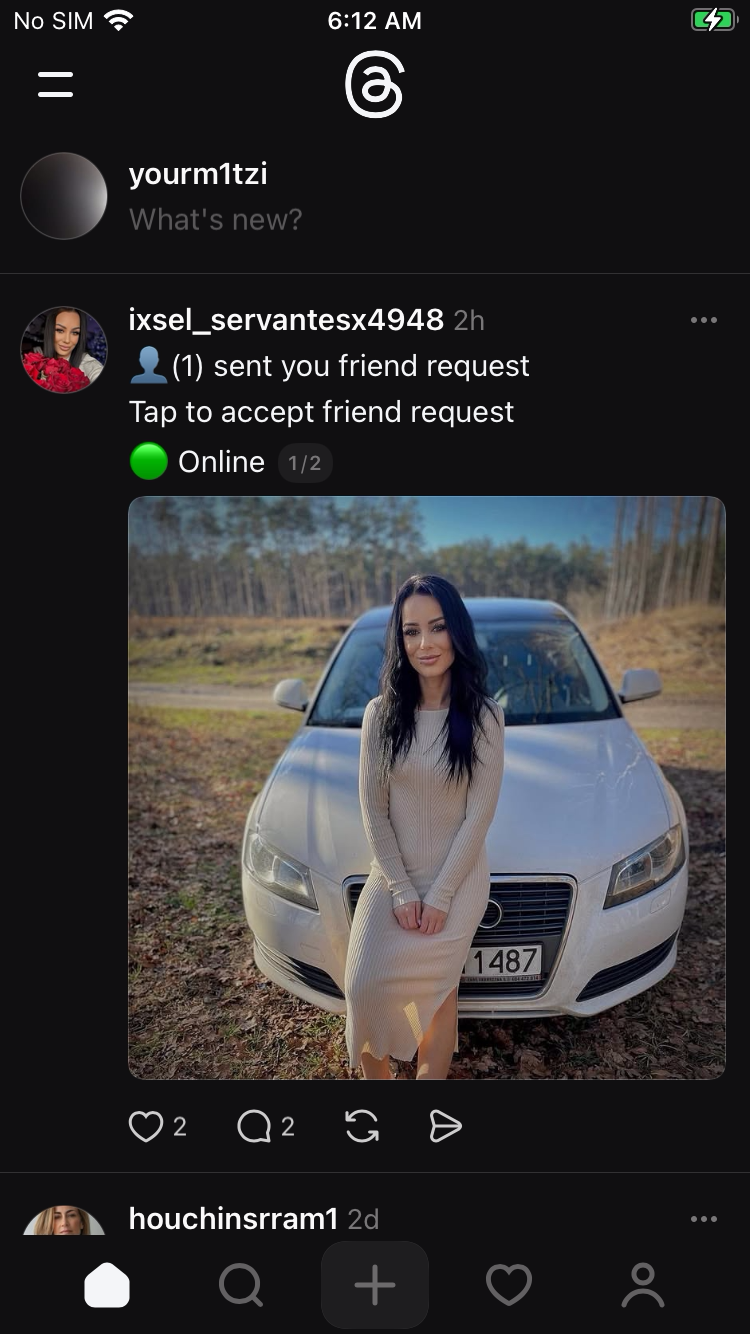 No SIM 6:12 AM
yourm1tzi
What's new?
ixsel_servantesx4948 2h
👤(1) sent you friend request
Tap to accept friend request
🟢 Online 1/2
1487
2 2
houchinsrram1 2d